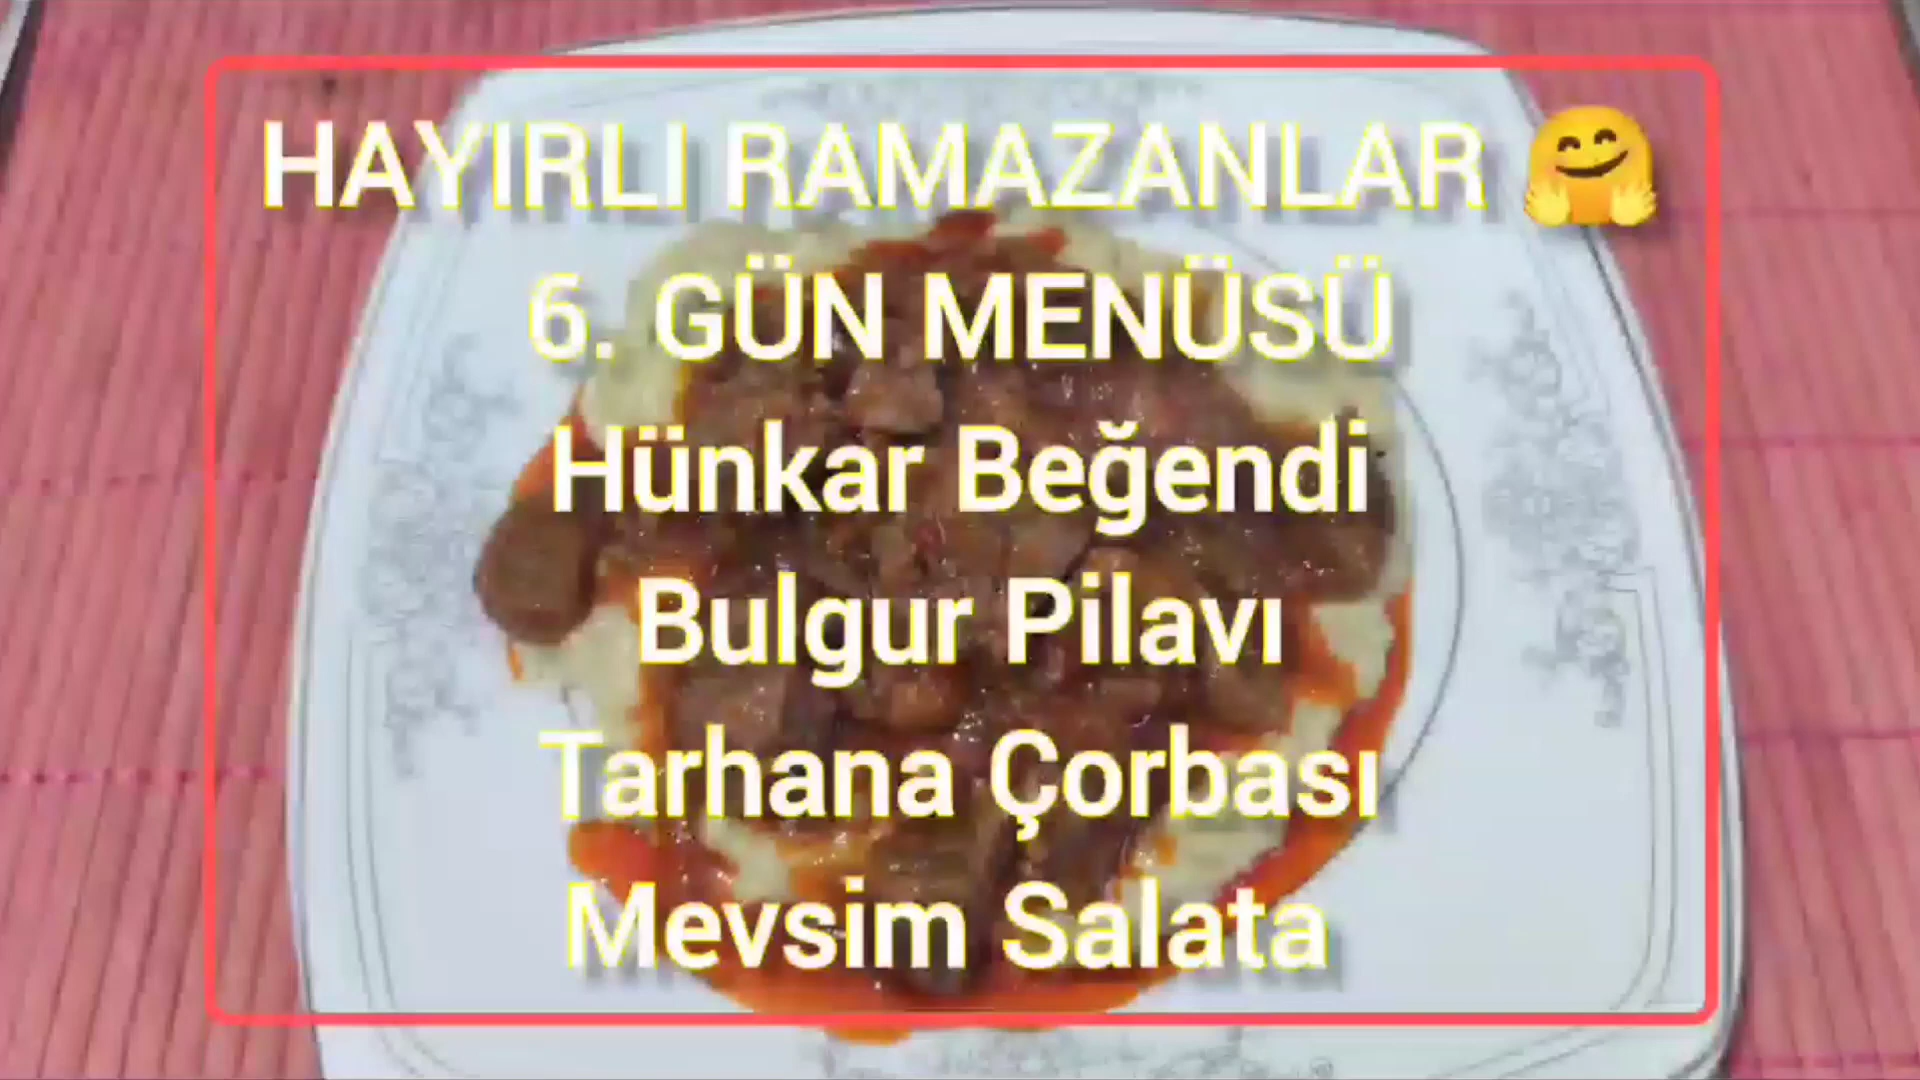 HAYIRLI RAMAZANLAR 🤗
6. GÜN MENÜSÜ
Hünkar Beğendi
Bulgur Pilavı
Tarhana Çorbası
Mevsim Salata